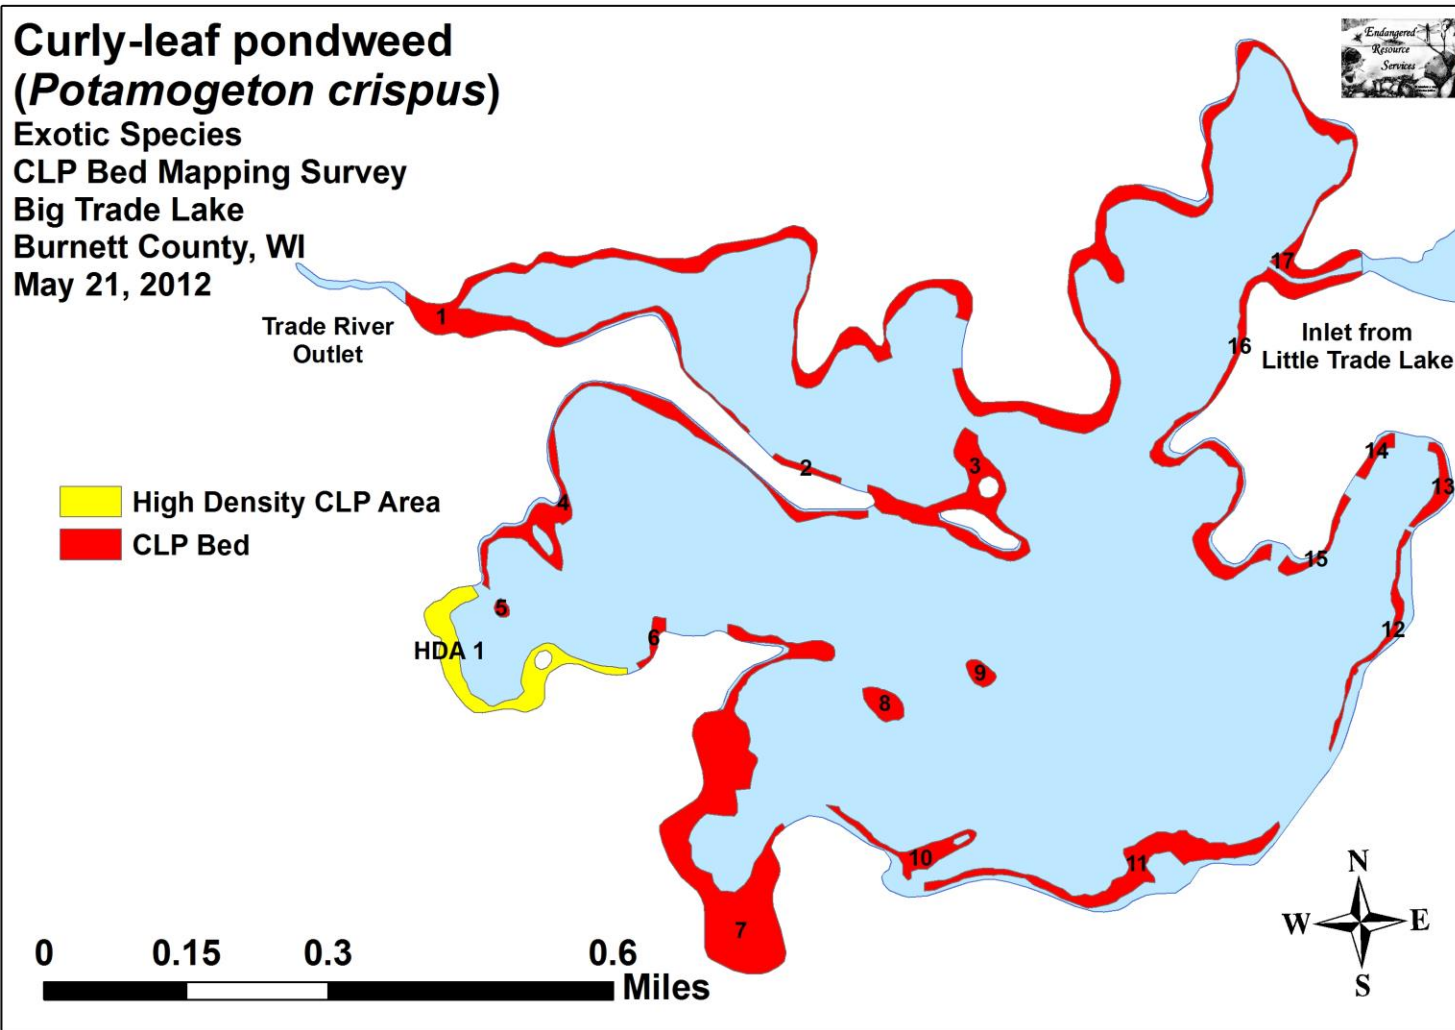 Curly-leaf pondweed
(Potamogeton crispus)
Exotic Species
CLP Bed Mapping Survey
Big Trade Lake
Burnett County, WI
May 21, 2012
Endangered
Resource
Services
Trade River
Outlet
Inlet from
Little Trade Lake
High Density CLP Area
CLP Bed
HDA 1
1
2
3
4
5
6
7
8
9
10
11
12
13
14
15
16
17
N
W E
S
0 0.15 0.3 0.6
Miles